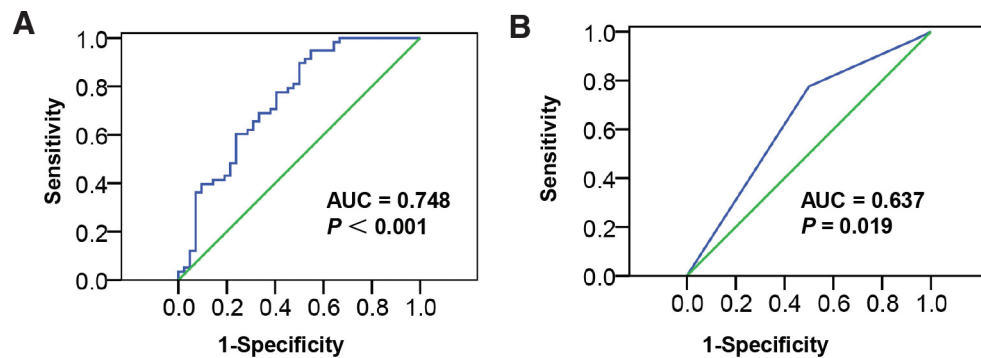 A
1.0
0.8
0.6
0.4
0.2
0.0
Sensitivity
AUC = 0.748
P < 0.001
0.0 0.2 0.4 0.6 0.8 1.0
1-Specificity
B
1.0
0.8
0.6
0.4
0.2
0.0
Sensitivity
AUC = 0.637
P = 0.019
0.0 0.2 0.4 0.6 0.8 1.0
1-Specificity